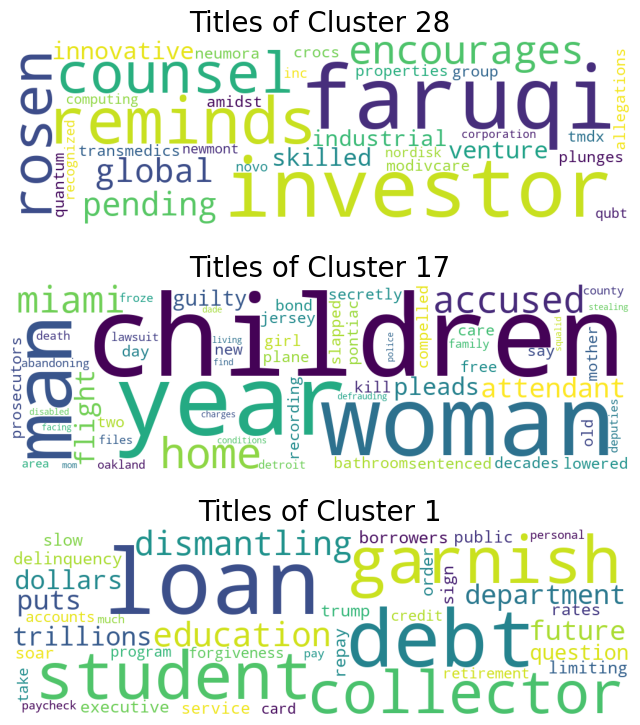 Titles of Cluster 28
innovative neumora crocs encourages
rosen counsel inc properties group faruqi allegations
computing amidst reminds
recognized quantum transmedics newmont industrial corporation tmdx
global novo skilled nordisk venture plunges
pending modivcare investor qubt
Titles of Cluster 17
miami froze guilty secretly accused county
children dade bond jersey slapped pontiac compelled stealing
death lawsuit day new girl plane police care family say squalid mother
prosecutors man abandoning living find year free
disabled flight two charges recording kill pleads attendant
facing files home defrauding woman old deputies
area mom oakland conditions detroit bathroom sentenced decades lowered
Titles of Cluster 1
slow dismantling borrowers public personal
delinquency loan garnish order sign
dollars puts accounts much trump credit debt department rates
trillions education future
soar program forgiveness pay repay question
take student retirement limiting
paycheck executive service card collector